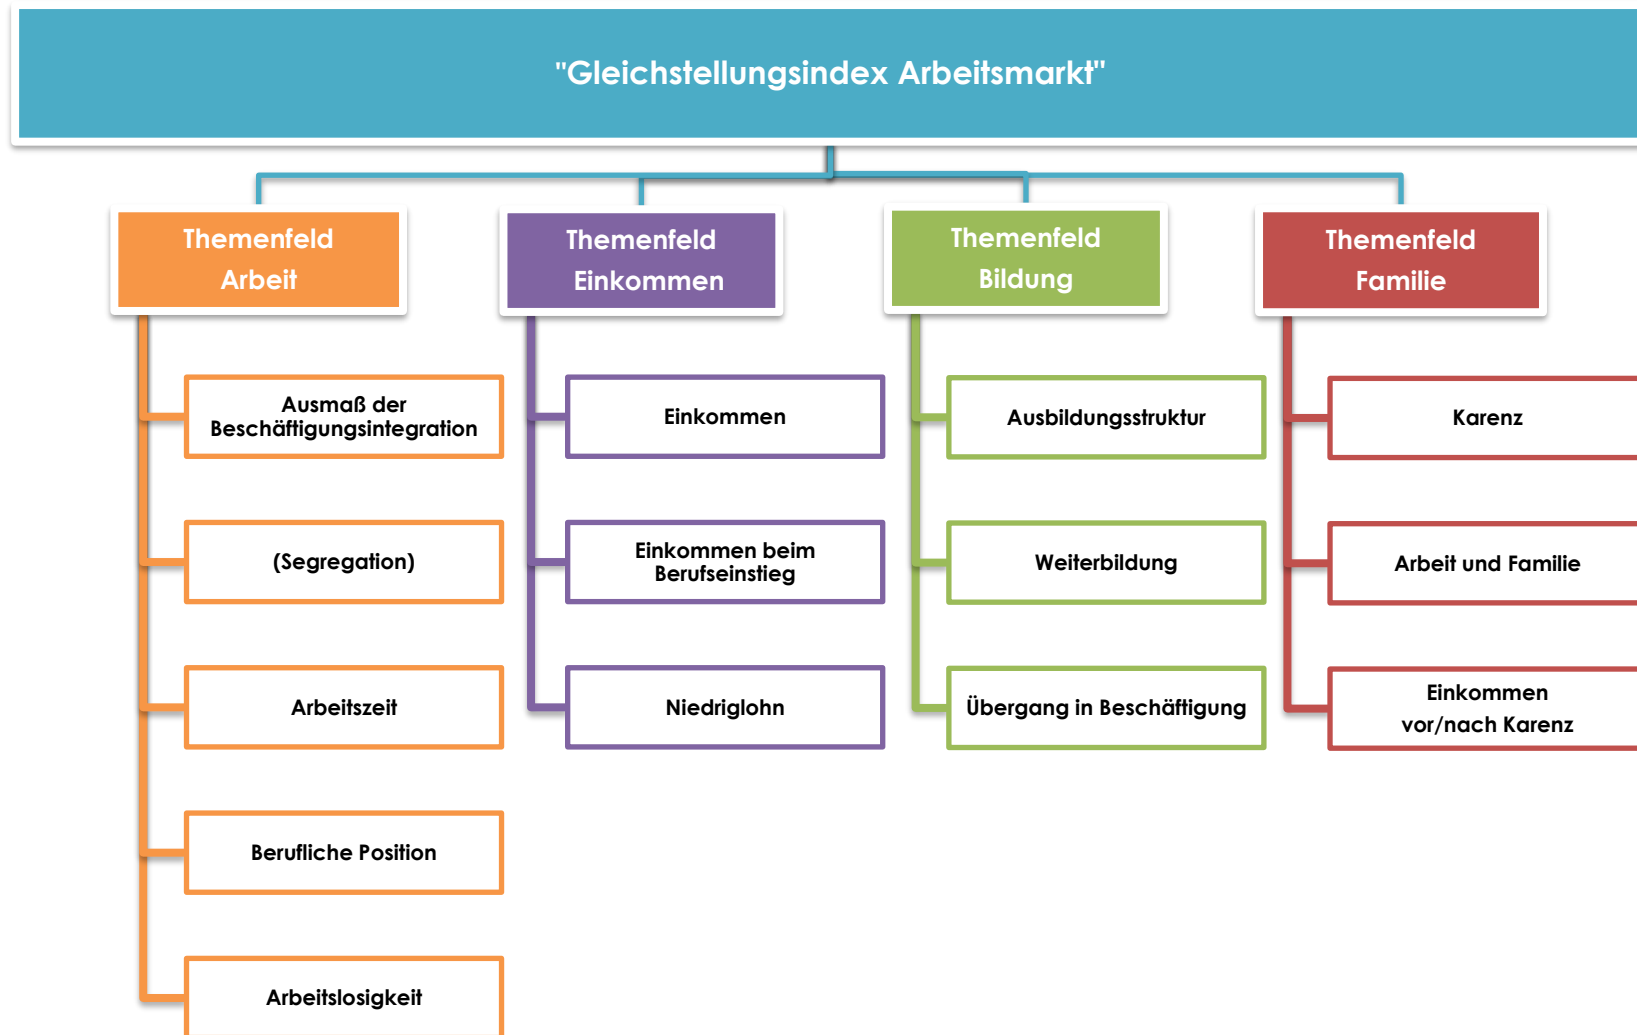 "Gleichstellungsindex Arbeitsmarkt"
Themenfeld
Arbeit
Ausmaß der
Beschäftigungsintegration
(Segregation)
Arbeitszeit
Berufliche Position
Arbeitslosigkeit
Themenfeld
Einkommen
Einkommen
Einkommen beim
Berufseinstieg
Niedriglohn
Themenfeld
Bildung
Ausbildungsstruktur
Weiterbildung
Übergang in Beschäftigung
Themenfeld
Familie
Karenz
Arbeit und Familie
Einkommen
vor/nach Karenz